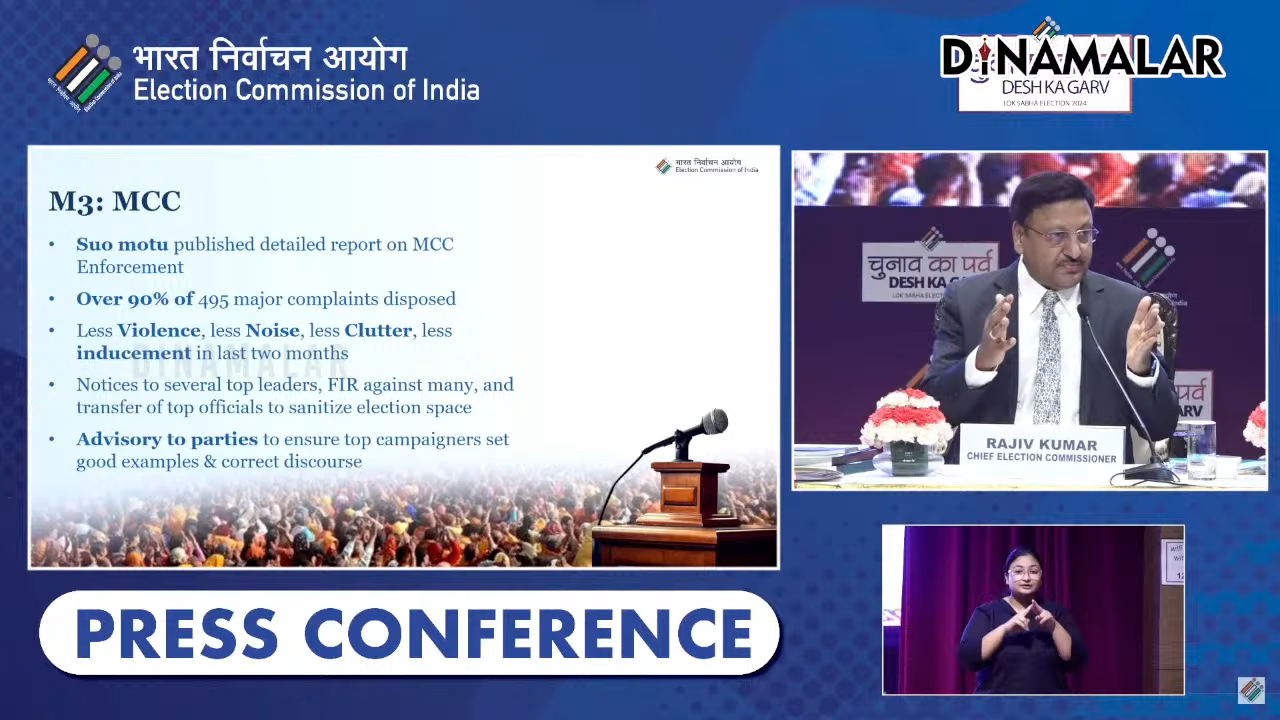 भारत निर्वाचन आयोग
Election Commission of India
DINAMALAR
DESH KA GARV
LOK SABHA ELECTION 2024
भारत निर्वाचन आयोग
Election Commission of India
M3: MCC
• Suo motu published detailed report on MCC
Enforcement
• Over 90% of 495 major complaints disposed
• Less Violence, less Noise, less Clutter, less
inducement in last two months
DINAMALAR
• Notices to several top leaders, FIR against many, and
transfer of top officials to sanitize election space
• Advisory to parties to ensure top campaigners set
good examples & correct discourse
चुनाव का पर्व
DESH KA GARV
LOK SABHA
पर्व
ARV
RAJIV KUMAR
CHIEF ELECTION COMMISSIONER
PRESS CONFERENCE